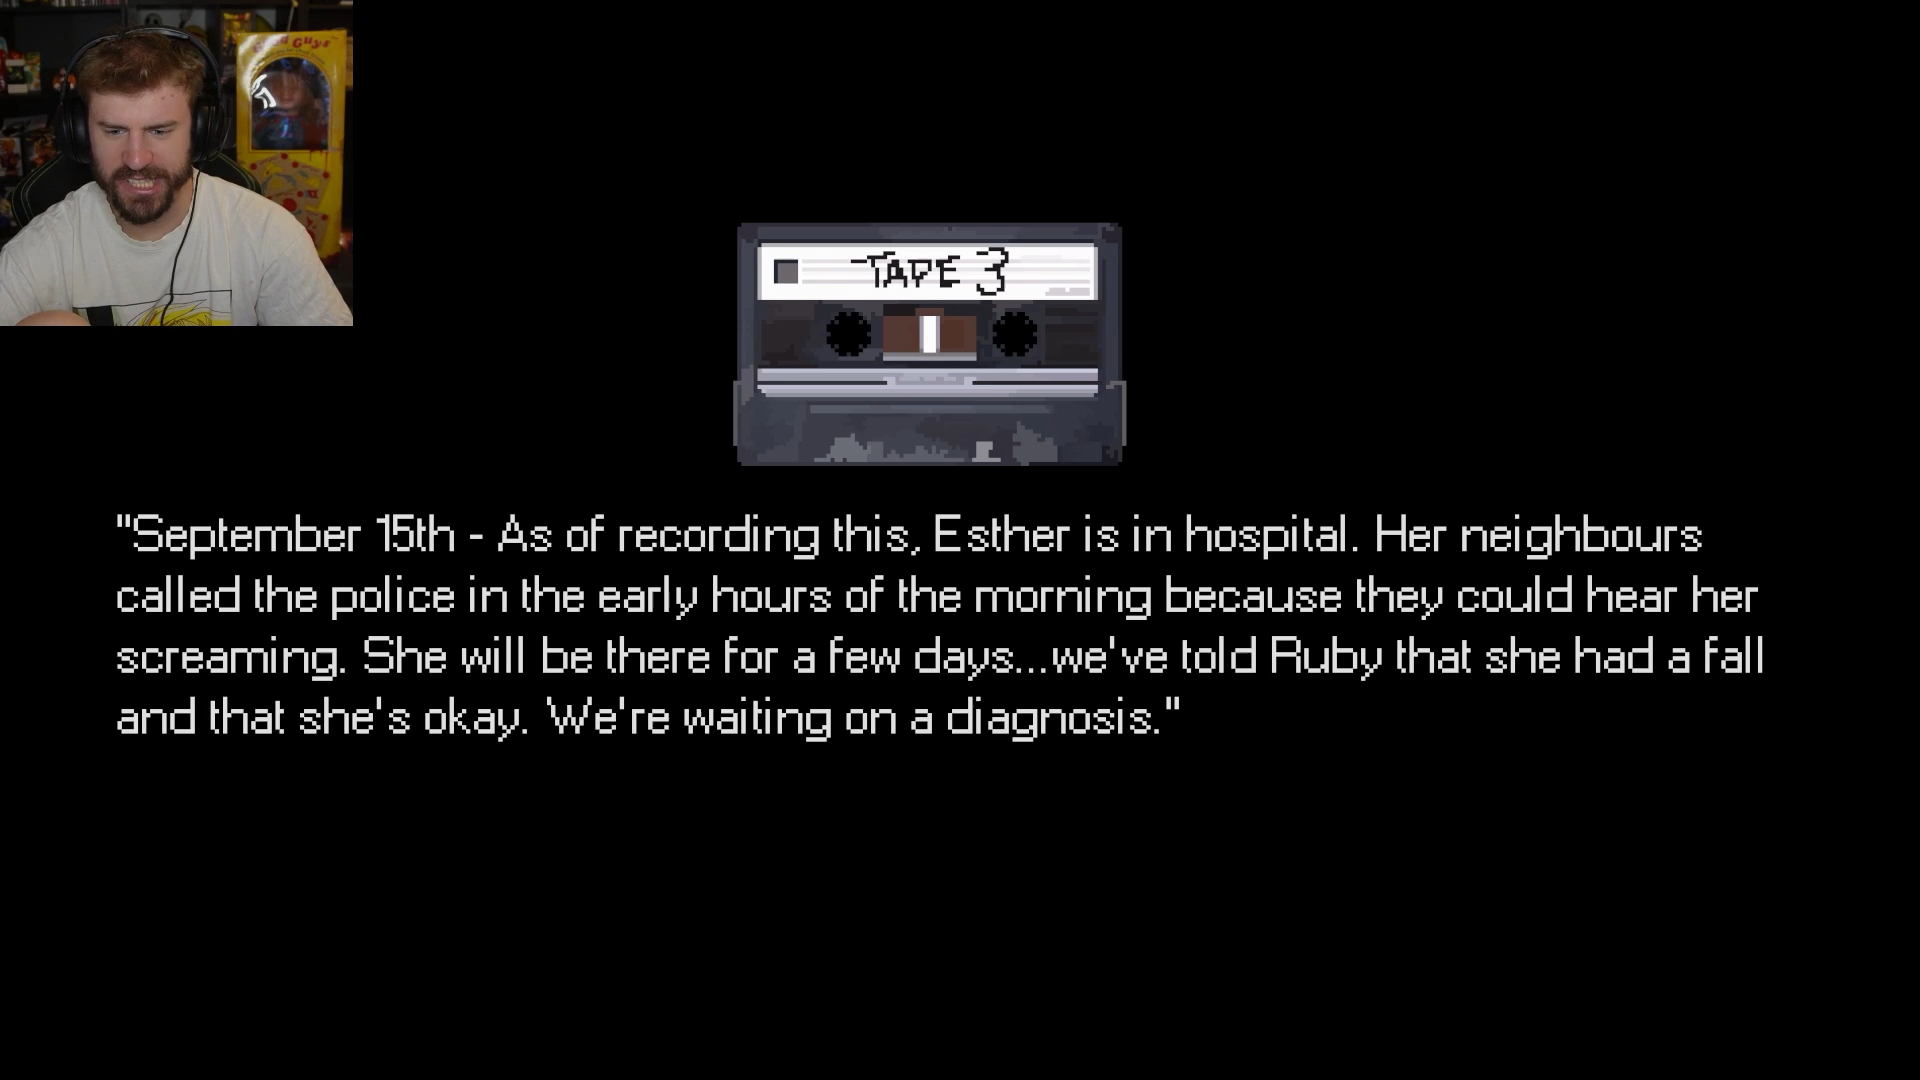 Good Guys
TAPE 3
"September 15th - As of recording this, Esther is in hospital. Her neighbours
called the police in the early hours of the morning because they could hear her
screaming. She will be there for a few days...we've told Ruby that she had a fall
and that she's okay. We're waiting on a diagnosis."